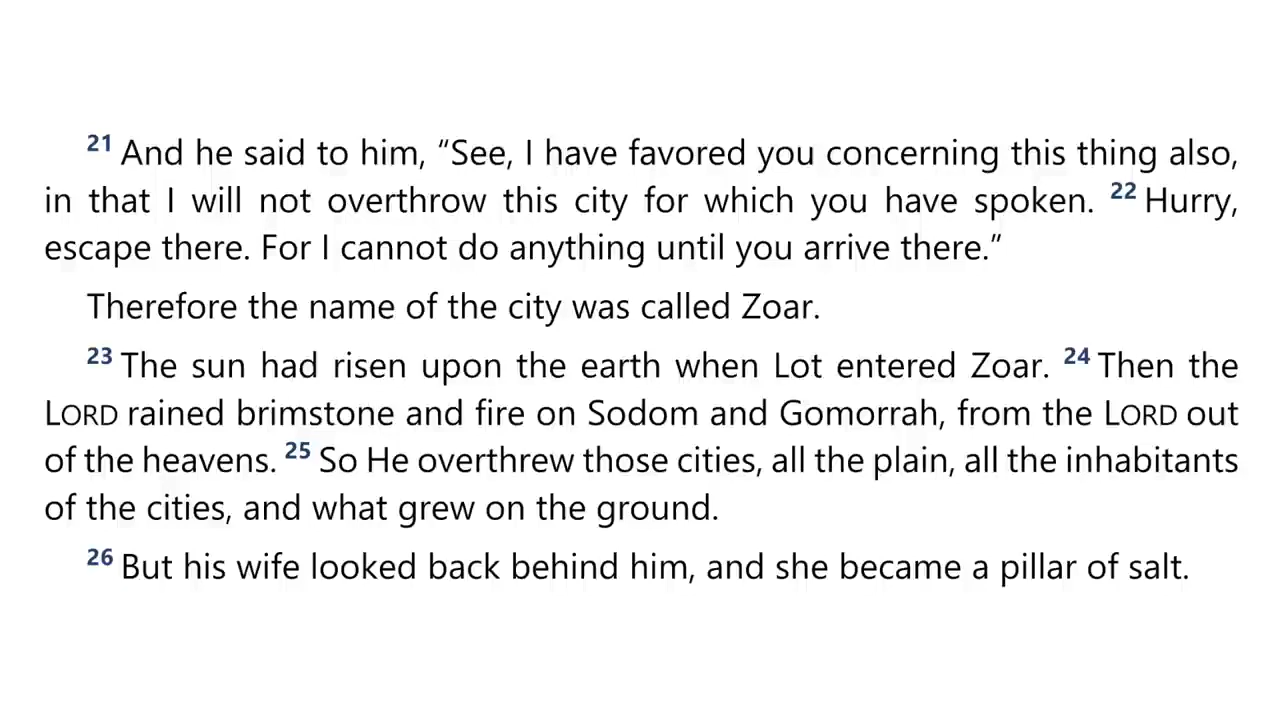 21 And he said to him, “See, I have favored you concerning this thing also,
in that I will not overthrow this city for which you have spoken. 22 Hurry,
escape there. For I cannot do anything until you arrive there.”
Therefore the name of the city was called Zoar.
23 The sun had risen upon the earth when Lot entered Zoar. 24 Then the
LORD rained brimstone and fire on Sodom and Gomorrah, from the LORD out
of the heavens. 25 So He overthrew those cities, all the plain, all the inhabitants
of the cities, and what grew on the ground.
26 But his wife looked back behind him, and she became a pillar of salt.